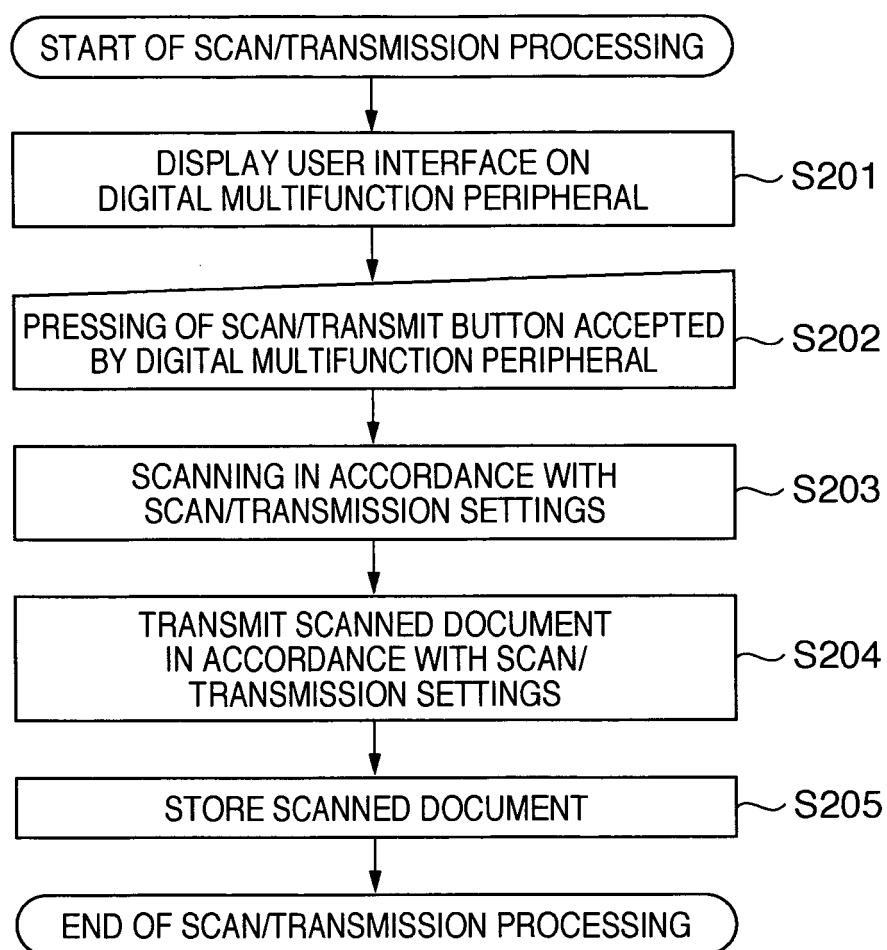 START OF SCAN/TRANSMISSION PROCESSING
DISPLAY USER INTERFACE ON
DIGITAL MULTIFUNCTION PERIPHERAL
S201
PRESSING OF SCAN/TRANSMIT BUTTON ACCEPTED
BY DIGITAL MULTIFUNCTION PERIPHERAL
S202
SCANNING IN ACCORDANCE WITH
SCAN/TRANSMISSION SETTINGS
S203
TRANSMIT SCANNED DOCUMENT
IN ACCORDANCE WITH SCAN/
TRANSMISSION SETTINGS
S204
STORE SCANNED DOCUMENT
S205
END OF SCAN/TRANSMISSION PROCESSING